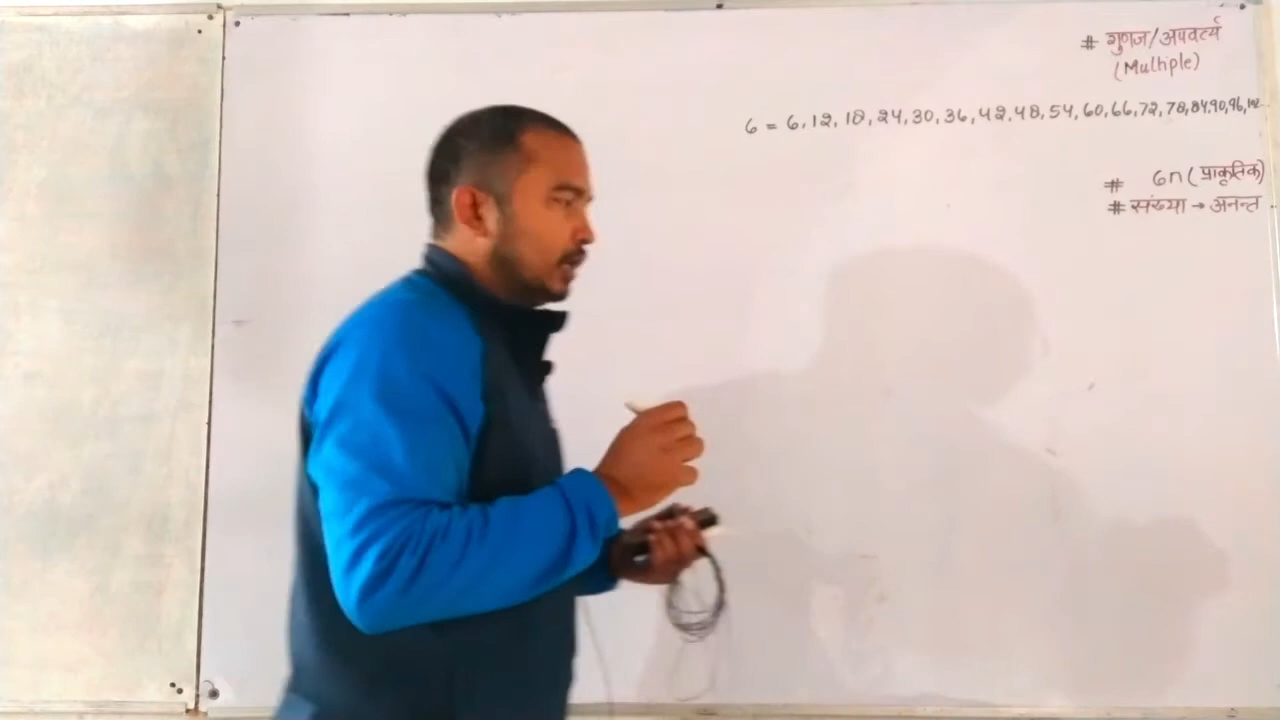 # गुणज/अपवर्त्य
(Multiple)
6 = 6, 12, 18, 24, 30, 36, 42, 48, 54, 60, 66, 72, 78, 84, 90, 96, 102...
# 6n (प्राकृतिक)
# संख्या → अनन्त